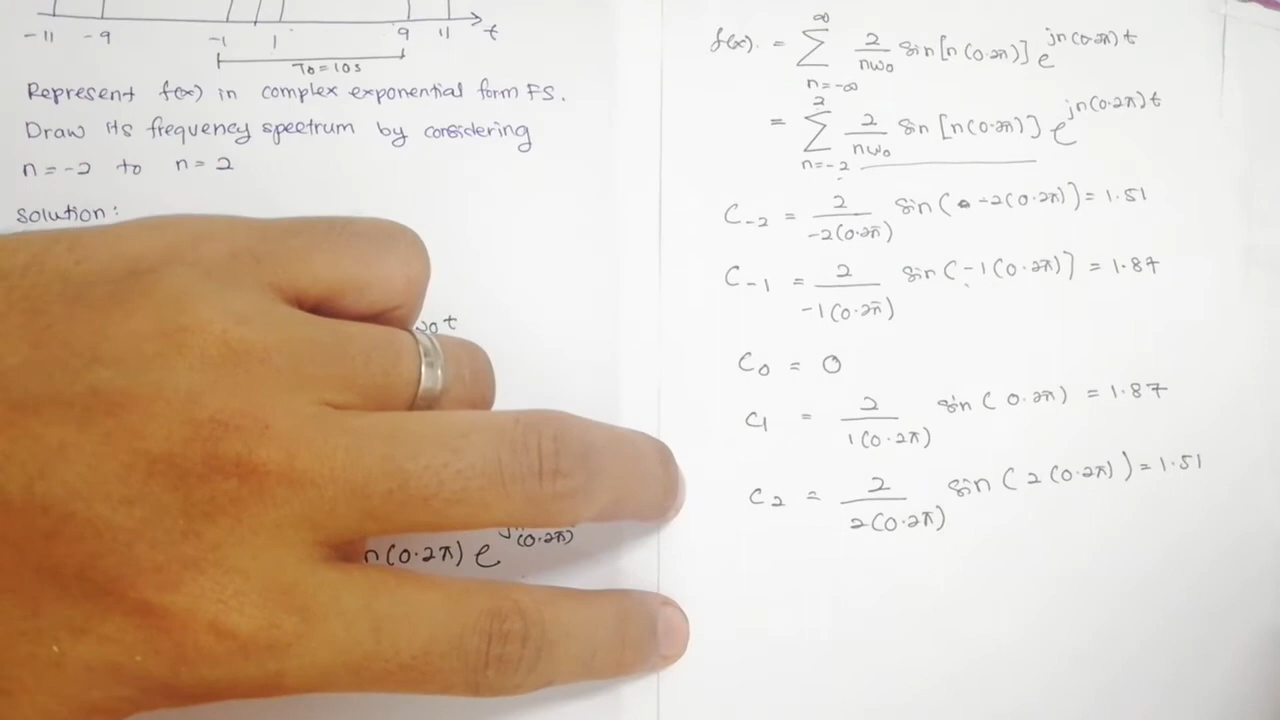 -11 -9 -1 1 9 11 t
T0 = 10s
Represent f(x) in complex exponential form FS.
Draw its frequency spectrum by considering
n = -2 to n = 2
Solution:
ω0 t
n(0.2π) e^jn(0.2π)
f(x) = ∑_{n=-∞}^{∞} 2/nω0 sin[n(0.2π)] e^{jn(0.2π)t}
= ∑_{n=-2}^{2} 2/nω0 sin[n(0.2π)] e^{jn(0.2π)t}
C-2 = 2/-2(0.2π) sin(-2(0.2π)) = 1.51
C-1 = 2/-1(0.2π) sin(-1(0.2π)) = 1.87
C0 = 0
C1 = 2/1(0.2π) sin(0.2π) = 1.87
C2 = 2/2(0.2π) sin(2(0.2π)) = 1.51